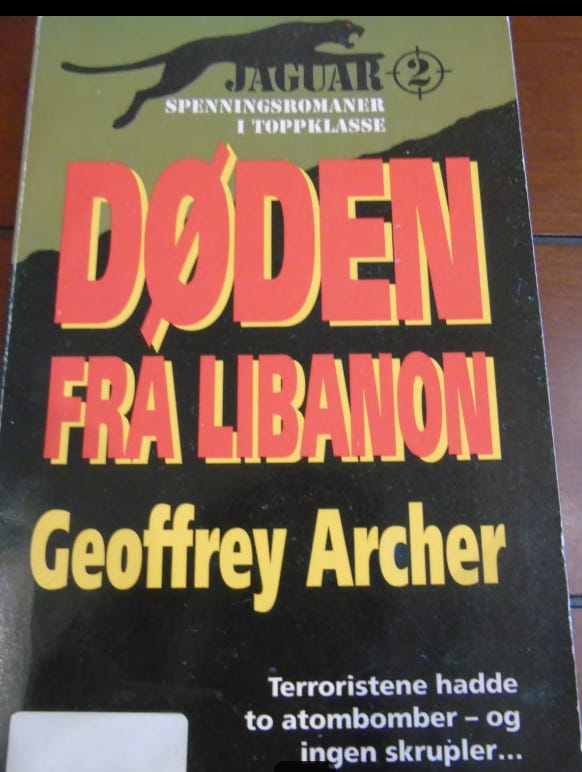 JAGUAR 2
SPENNINGSROMANER
I TOPPKLASSE
DØDEN
FRA LIBANON
Geoffrey Archer
Terroristene hadde
to atombomber – og
ingen skrupler...